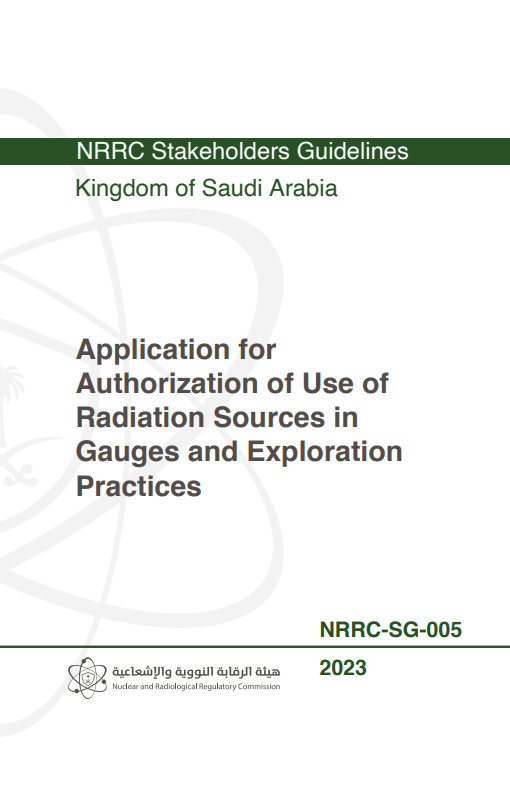 NRRC Stakeholders Guidelines
Kingdom of Saudi Arabia
Application for
Authorization of Use of
Radiation Sources in
Gauges and Exploration
Practices
NRRC-SG-005
2023
هيئة الرقابة النووية والإشعاعية
Nuclear and Radiological Regulatory Commission